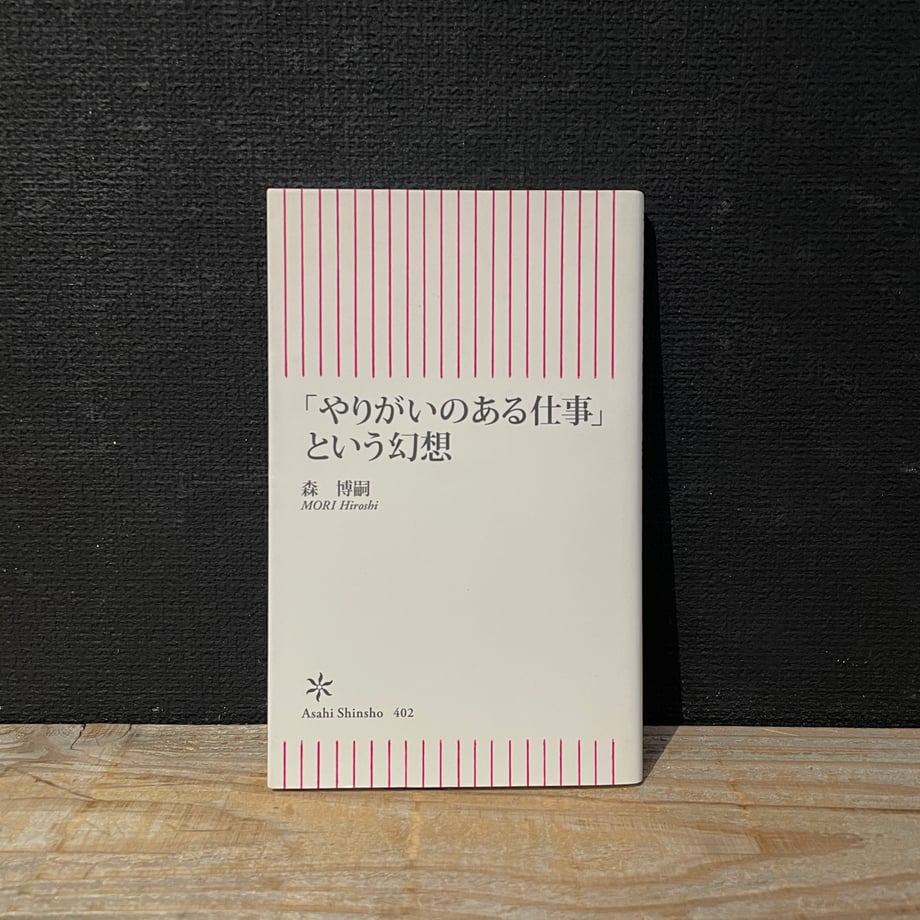 「やりがいのある仕事」
という幻想
森　博嗣
MORI Hiroshi
Asahi Shinsho 402